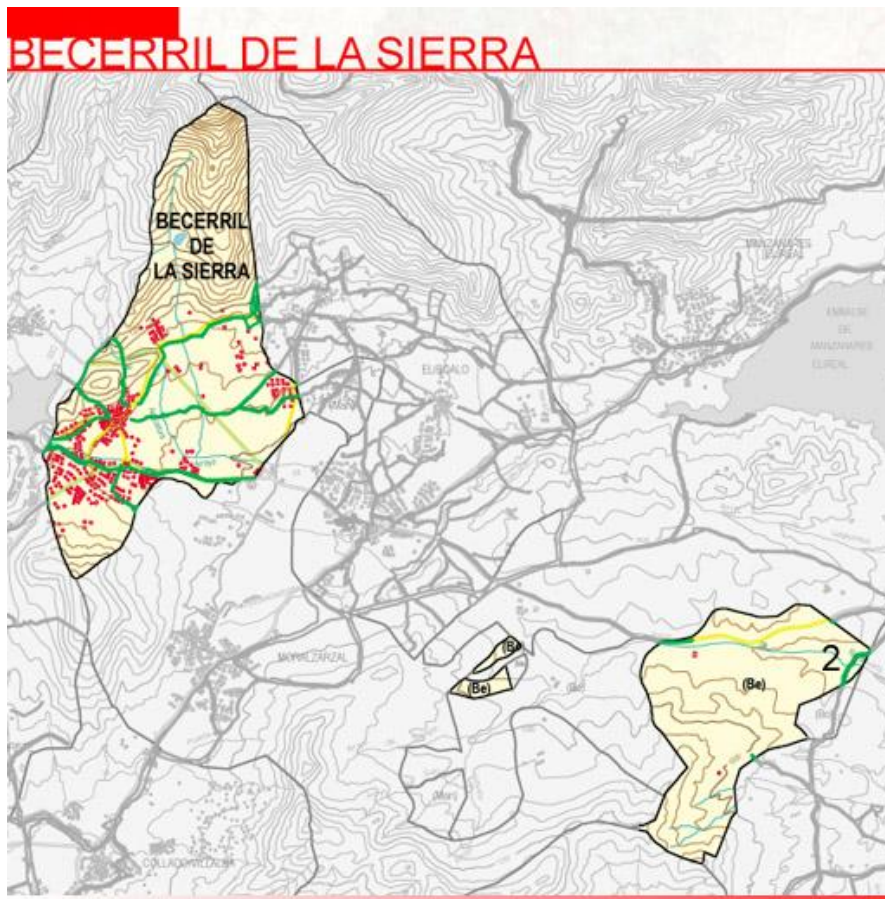 BECERRIL DE LA SIERRA
BECERRIL
DE
LA SIERRA
MANZANARES
EL REAL
EMBALSE
DE
MANZANARES
EL REAL
EL BOALO
MORALZARZAL
(Be)
(Be)
2
(Be)
COLLADO VILLALBA